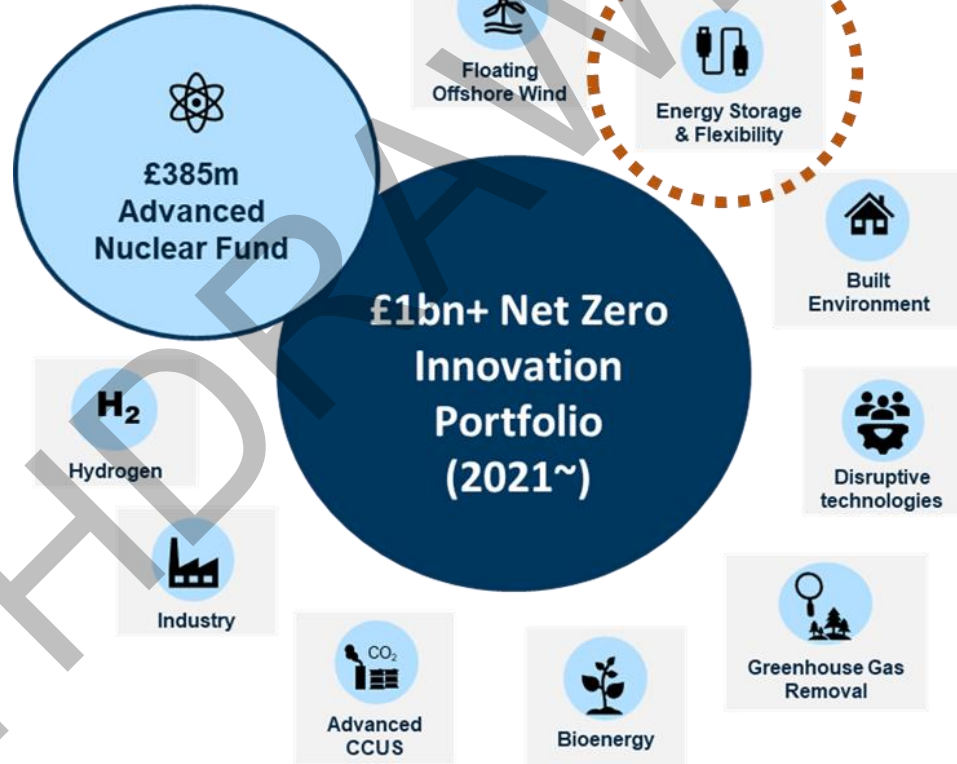 Floating
Offshore Wind
Energy Storage
& Flexibility
£385m
Advanced
Nuclear Fund
Built
Environment
£1bn+ Net Zero
Innovation
Portfolio
(2021~)
H₂
Hydrogen
Disruptive
technologies
Industry
CO₂
Advanced
CCUS
Bioenergy
Greenhouse Gas
Removal
HDRAW